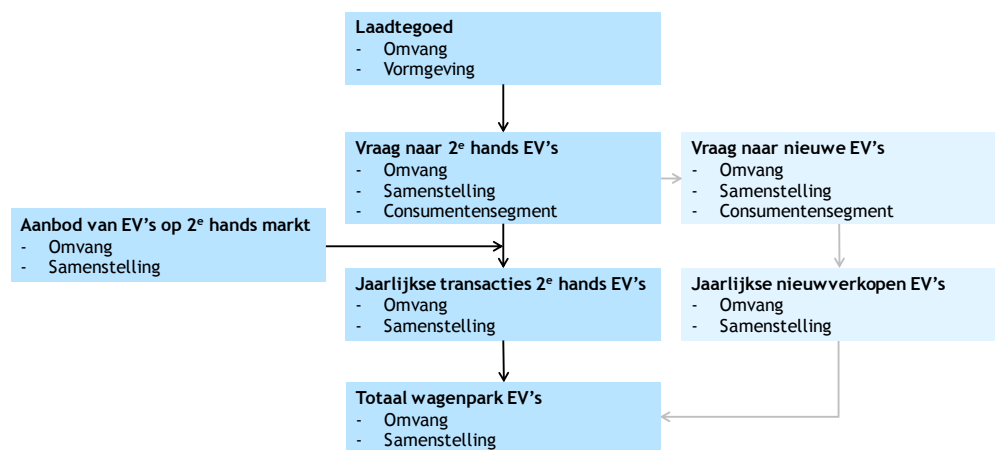 Laadtegoed
- Omvang
- Vormgeving
Vraag naar 2e hands EV’s
- Omvang
- Samenstelling
- Consumentensegment
Vraag naar nieuwe EV’s
- Omvang
- Samenstelling
- Consumentensegment
Aanbod van EV’s op 2e hands markt
- Omvang
- Samenstelling
Jaarlijkse transacties 2e hands EV’s
- Omvang
- Samenstelling
Jaarlijkse nieuwverkopen EV’s
- Omvang
- Samenstelling
Totaal wagenpark EV’s
- Omvang
- Samenstelling